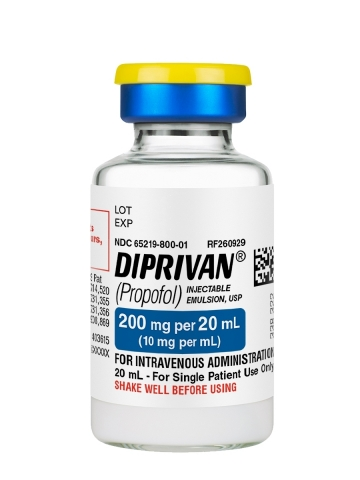 LOT
EXP
NDC 65219-800-01 RF260929
DIPRIVAN®
(Propofol) INJECTABLE
EMULSION, USP
200 mg per 20 mL
(10 mg per mL)
FOR INTRAVENOUS ADMINISTRATION
20 mL - For Single Patient Use Only
SHAKE WELL BEFORE USING